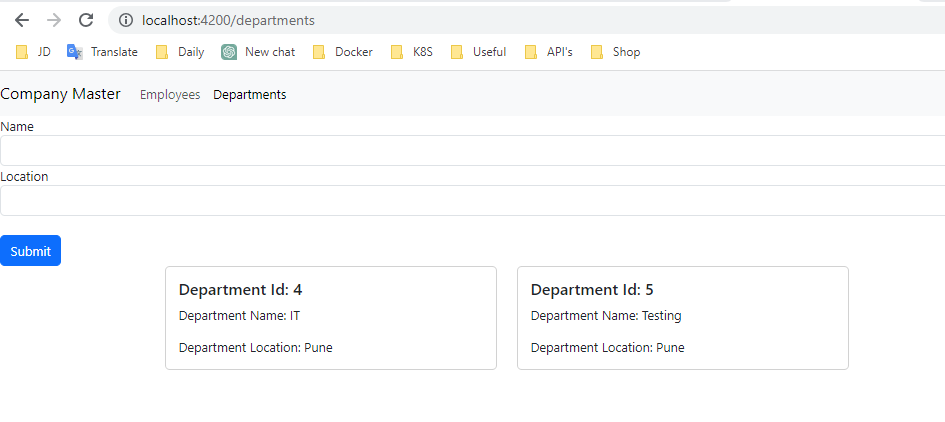 localhost:4200/departments
JD Translate Daily New chat Docker K8S Useful API's Shop
Company Master Employees Departments
Name
Location
Submit
Department Id: 4
Department Name: IT
Department Location: Pune
Department Id: 5
Department Name: Testing
Department Location: Pune